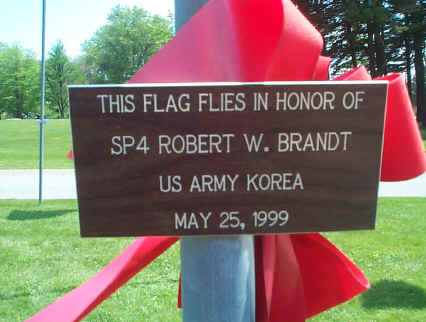 THIS FLAG FLIES IN HONOR OF
SP4 ROBERT W. BRANDT
US ARMY KOREA
MAY 25, 1999